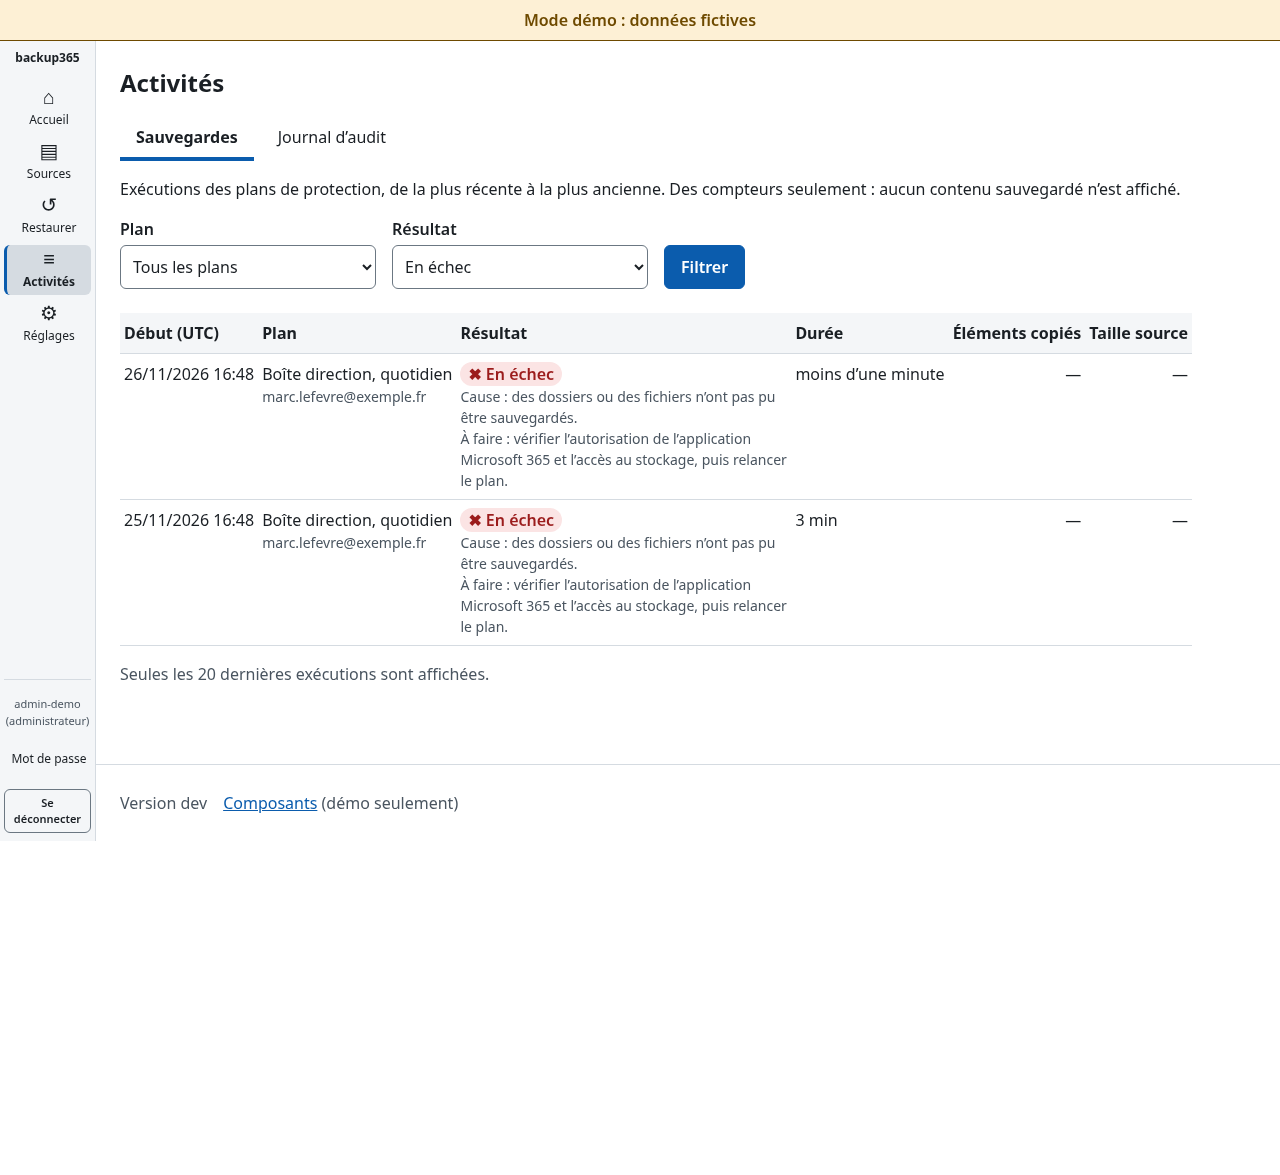 Mode démo : données fictives
backup365
Accueil
Sources
Restaurer
Activités
Réglages
admin-demo
(administrateur)
Mot de passe
Se
déconnecter
Activités
Sauvegardes
Journal d’audit
Exécutions des plans de protection, de la plus récente à la plus ancienne. Des compteurs seulement : aucun contenu sauvegardé n’est affiché.
Plan
Résultat
Tous les plans
En échec
Filtrer
Début (UTC) Plan Résultat Durée Éléments copiés Taille source
26/11/2026 16:48 Boîte direction, quotidien ✖ En échec moins d’une minute — —
marc.lefevre@exemple.fr Cause : des dossiers ou des fichiers n’ont pas pu
être sauvegardés.
À faire : vérifier l’autorisation de l’application
Microsoft 365 et l’accès au stockage, puis relancer
le plan.
25/11/2026 16:48 Boîte direction, quotidien ✖ En échec 3 min — —
marc.lefevre@exemple.fr Cause : des dossiers ou des fichiers n’ont pas pu
être sauvegardés.
À faire : vérifier l’autorisation de l’application
Microsoft 365 et l’accès au stockage, puis relancer
le plan.
Seules les 20 dernières exécutions sont affichées.
Version dev Composants (démo seulement)